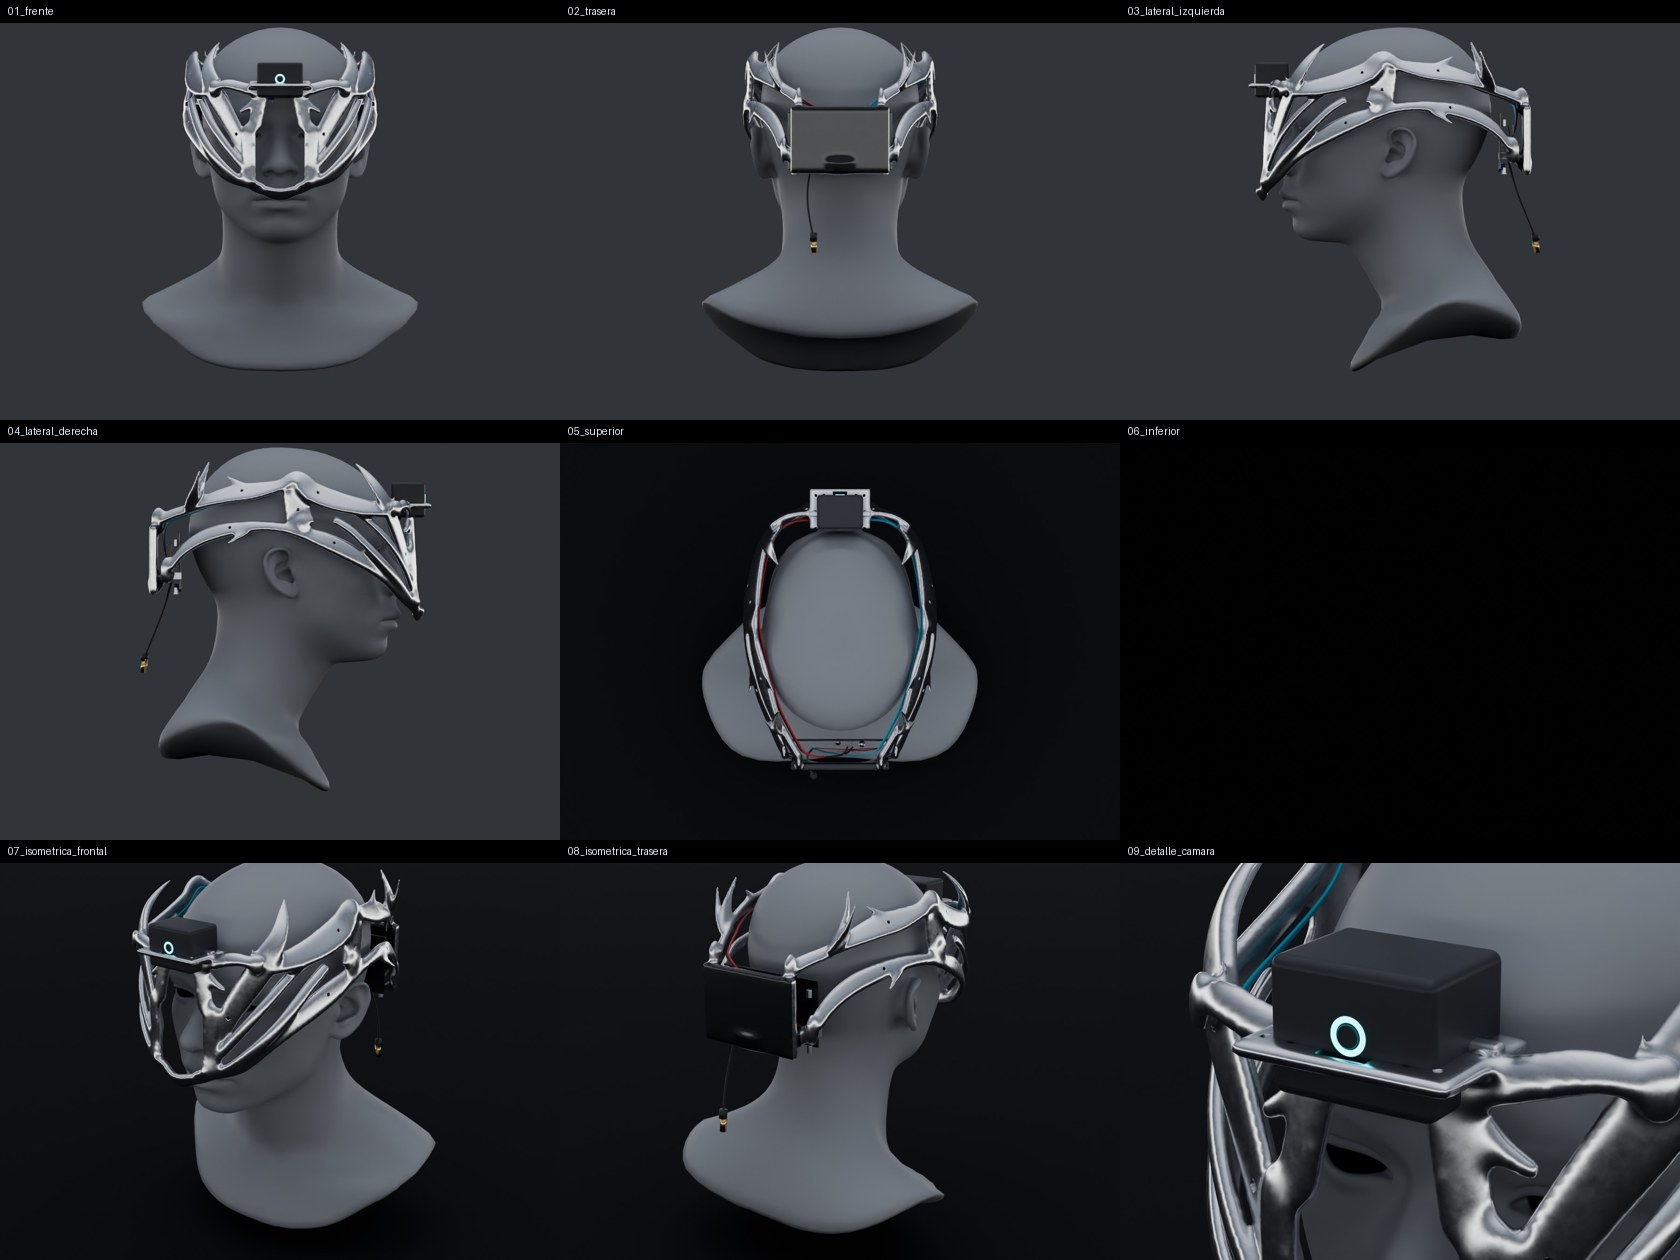 01_frente
02_trasera
03_lateral_izquierda
04_lateral_derecha
05_superior
06_inferior
07_isometrica_frontal
08_isometrica_trasera
09_detalle_camara